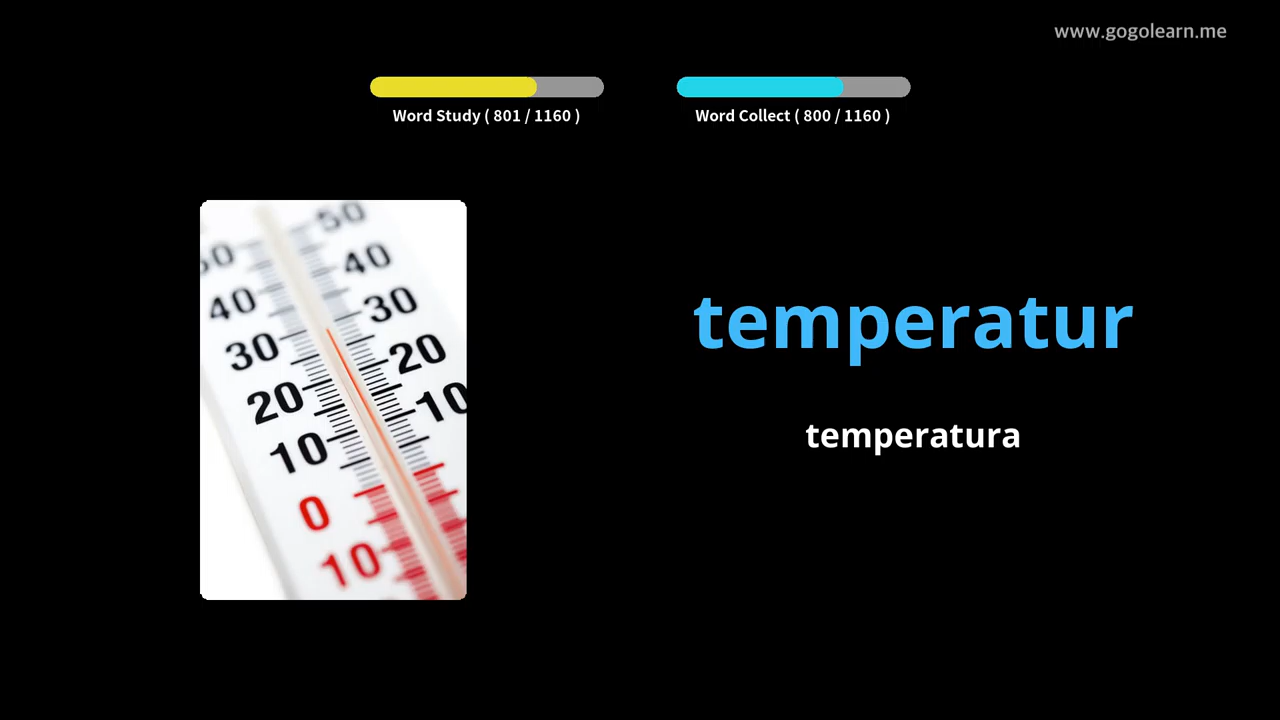 www.gogolearn.me
Word Study ( 801 / 1160 )
Word Collect ( 800 / 1160 )
50
50
40
40
30
30
20
20
10
10
0
10
temperatur
temperatura